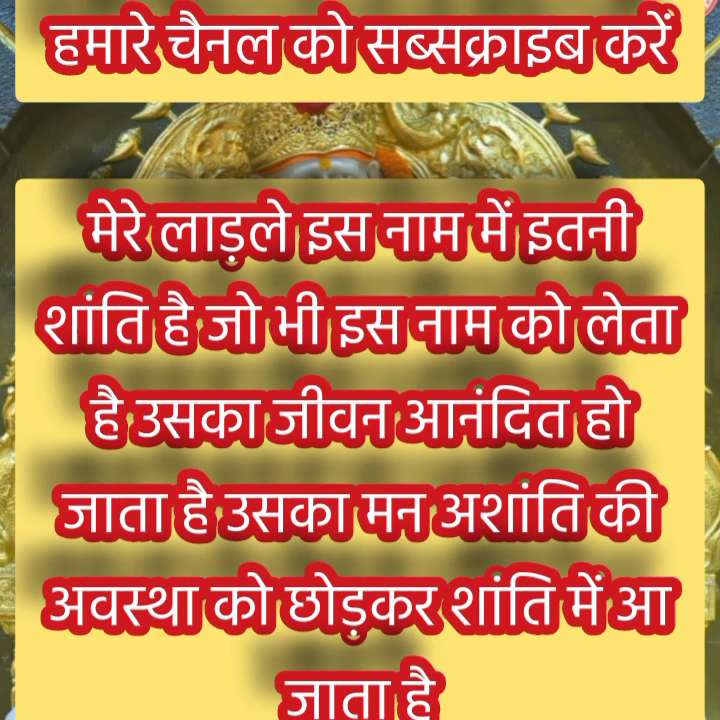 हमारे चैनल को सब्सक्राइब करें
मेरे लाड़ले इस नाम में इतनी
शांति है जो भी इस नाम को लेता
है उसका जीवन आनंदित हो
जाता है उसका मन अशांति की
अवस्था को छोड़कर शांति में आ
जाता है